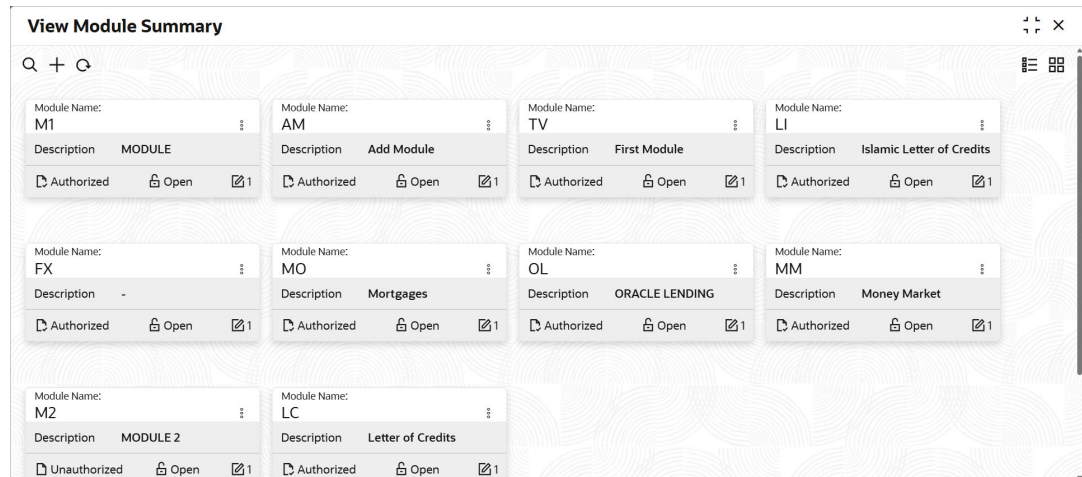 View Module Summary
Module Name: Module Name: Module Name: Module Name:
M1 AM TV LI
Description MODULE Description Add Module Description First Module Description Islamic Letter of Credits
Authorized Open 1 Authorized Open 1 Authorized Open 1 Authorized Open 1
Module Name: Module Name: Module Name: Module Name:
FX MO OL MM
Description - Description Mortgages Description ORACLE LENDING Description Money Market
Authorized Open 1 Authorized Open 1 Authorized Open 1 Authorized Open 1
Module Name: Module Name:
M2 LC
Description MODULE 2 Description Letter of Credits
Unauthorized Open 1 Authorized Open 1